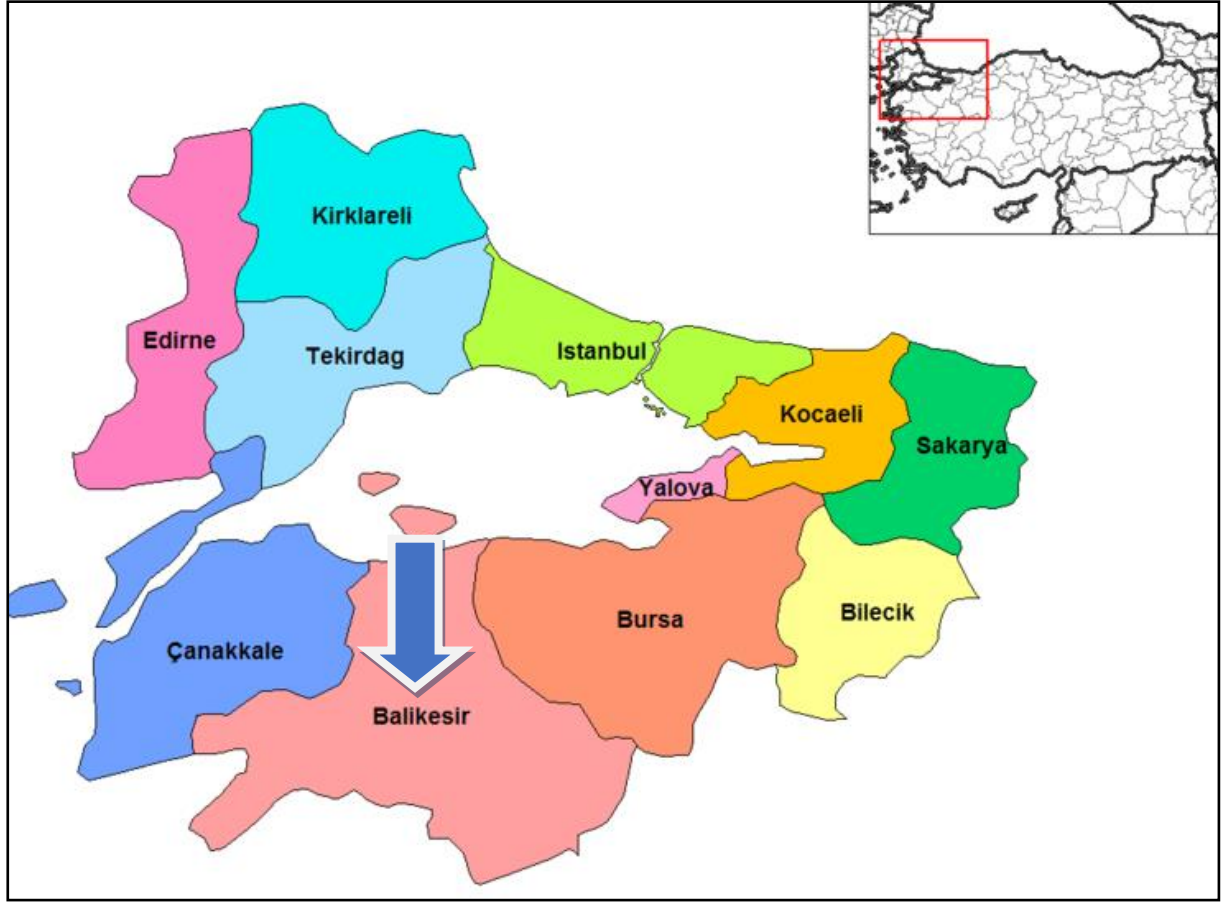 Kirklareli
Edirne
Tekirdag
Istanbul
Kocaeli
Sakarya
Yalova
Bursa
Bilecik
Çanakkale
Balikesir